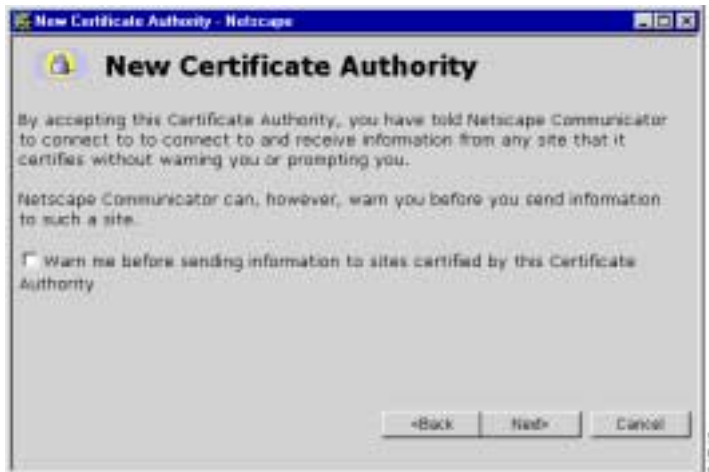 New Certificate Authority - Netscape
New Certificate Authority
By accepting this Certificate Authority, you have told Netscape Communicator
to connect to to connect to and receive information from any site that it
certifies without warning you or prompting you.
Netscape Communicator can, however, warn you before you send information
to such a site.
Warn me before sending information to sites certified by this Certificate
Authority
<Back Next> Cancel